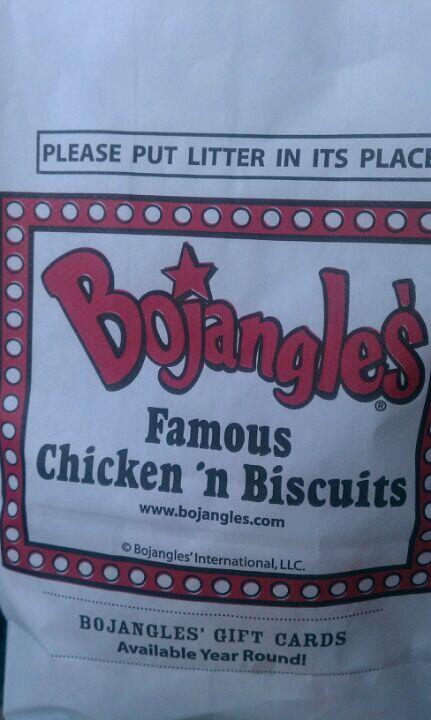 PLEASE PUT LITTER IN ITS PLACE
Bojangles'
®
Famous
Chicken 'n Biscuits
www.bojangles.com
© Bojangles' International, LLC.
BOJANGLES' GIFT CARDS
Available Year Round!